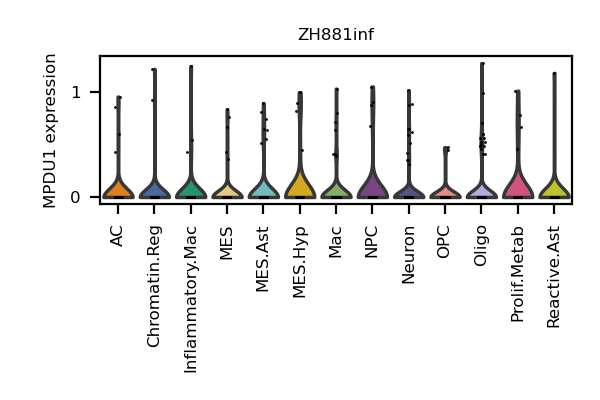 ZH881inf
MPDU1 expression
1
0
AC
Chromatin.Reg
Inflammatory.Mac
MES
MES.Ast
MES.Hyp
Mac
NPC
Neuron
OPC
Oligo
Prolif.Metab
Reactive.Ast